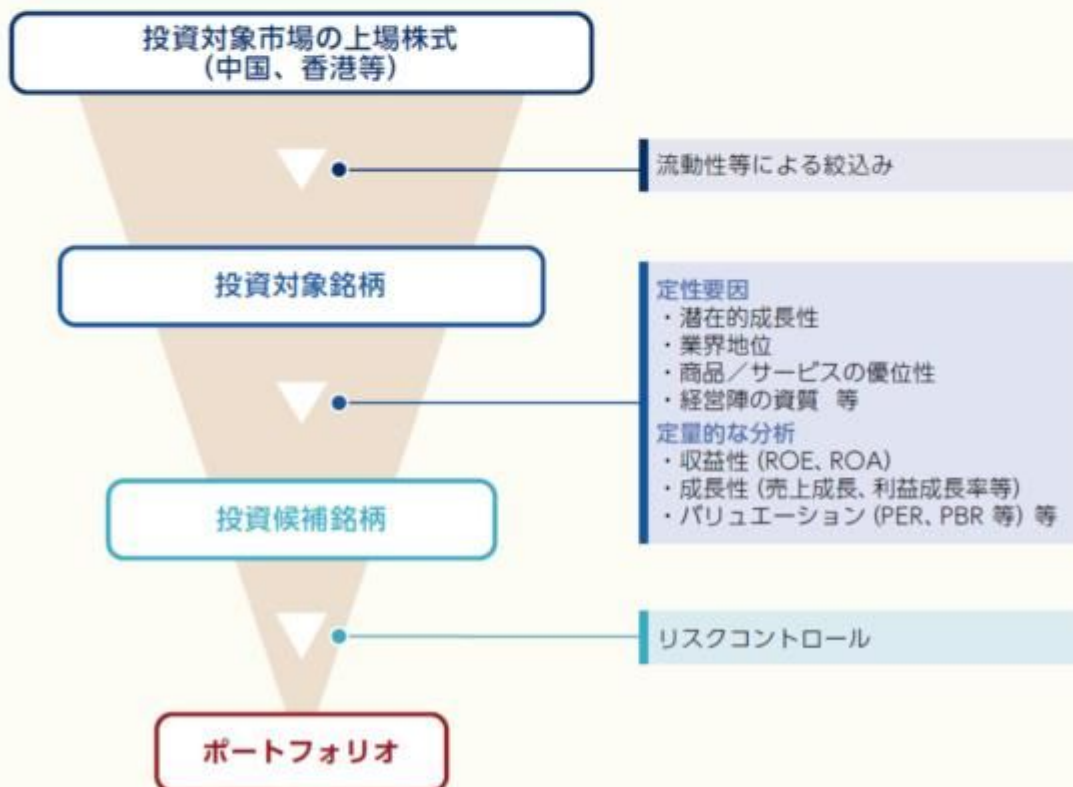 投資対象市場の上場株式
(中国、香港等)
流動性等による絞込み
投資対象銘柄
定性要因
・潜在的成長性
・業界地位
・商品／サービスの優位性
・経営陣の資質 等
定量的な分析
・収益性 (ROE、ROA)
・成長性 (売上成長、利益成長率等)
・バリュエーション (PER、PBR 等) 等
投資候補銘柄
リスクコントロール
ポートフォリオ